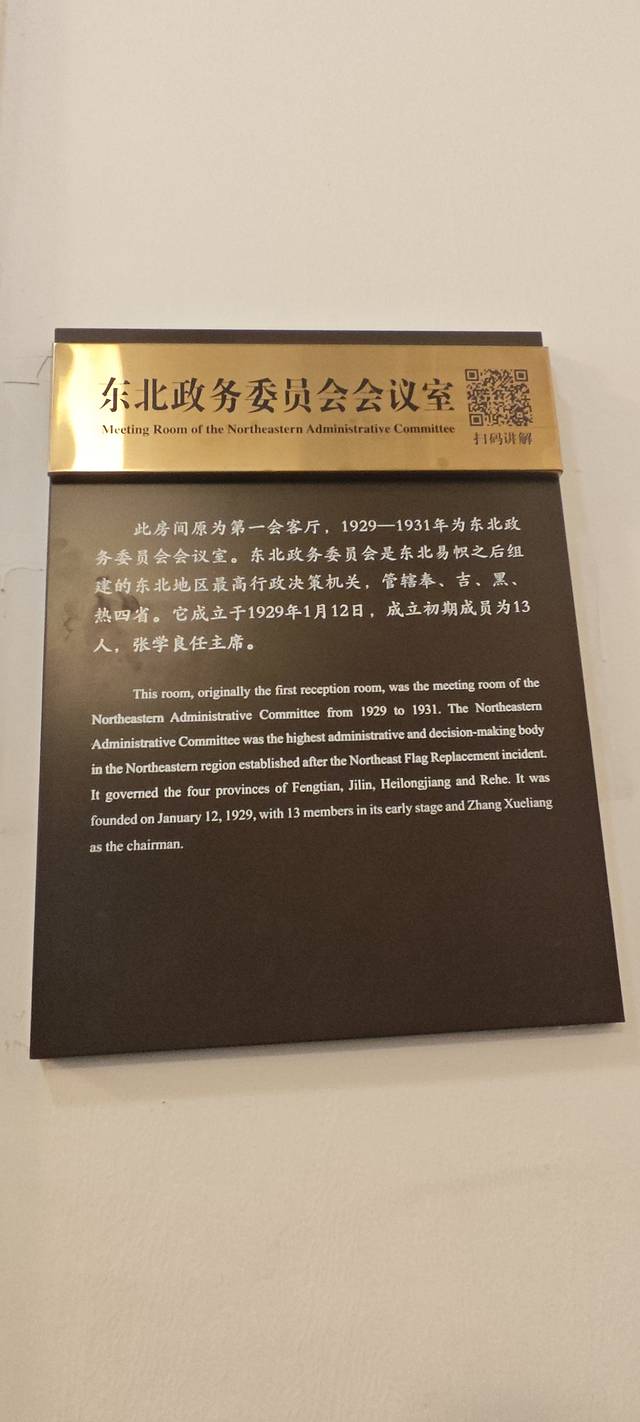 东北政务委员会会议室
Meeting Room of the Northeastern Administrative Committee
扫码讲解
此房间原为第一会客厅，1929—1931年为东北政
务委员会会议室。东北政务委员会是东北易帜之后组
建的东北地区最高行政决策机关，管辖奉、吉、黑、
热四省。它成立于1929年1月12日，成立初期成员为13
人，张学良任主席。
This room, originally the first reception room, was the meeting room of the
Northeastern Administrative Committee from 1929 to 1931. The Northeastern
Administrative Committee was the highest administrative and decision-making body
in the Northeastern region established after the Northeast Flag Replacement incident.
It governed the four provinces of Fengtian, Jilin, Heilongjiang and Rehe. It was
founded on January 12, 1929, with 13 members in its early stage and Zhang Xueliang
as the chairman.